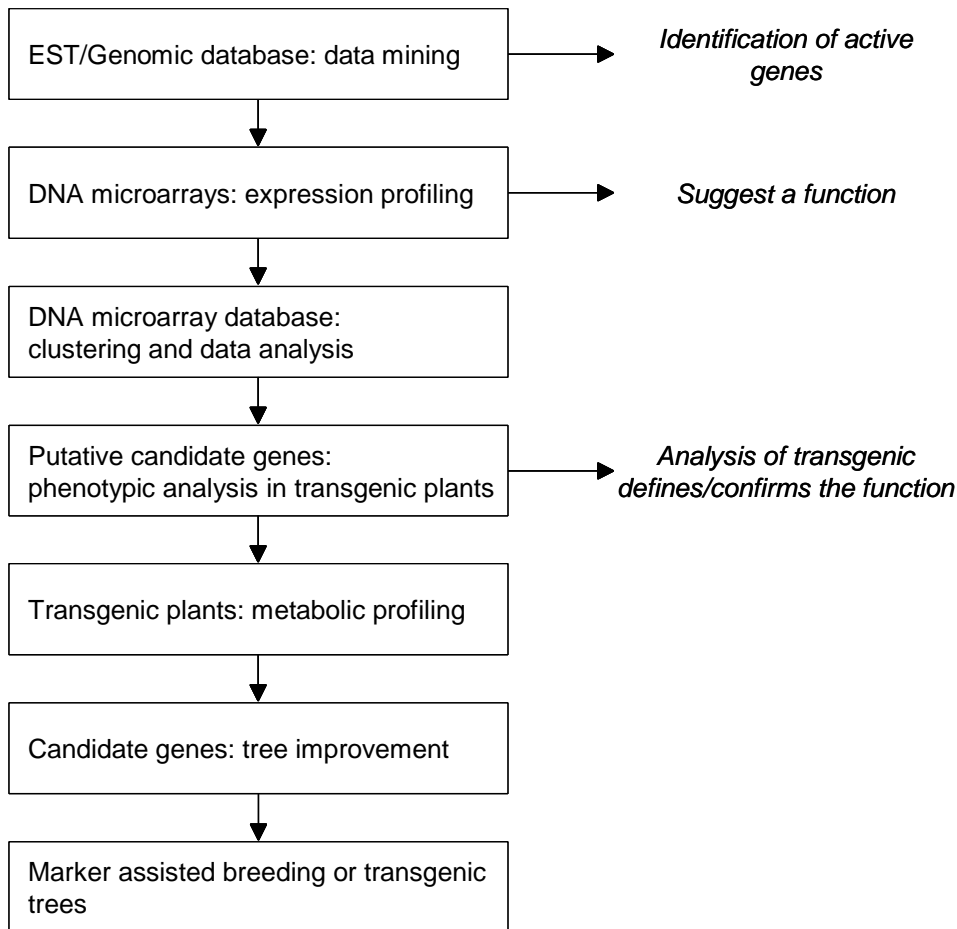 EST/Genomic database: data mining
Identification of active
genes
DNA microarrays: expression profiling
Suggest a function
DNA microarray database:
clustering and data analysis
Putative candidate genes:
phenotypic analysis in transgenic plants
Analysis of transgenic
defines/confirms the function
Transgenic plants: metabolic profiling
Candidate genes: tree improvement
Marker assisted breeding or transgenic
trees